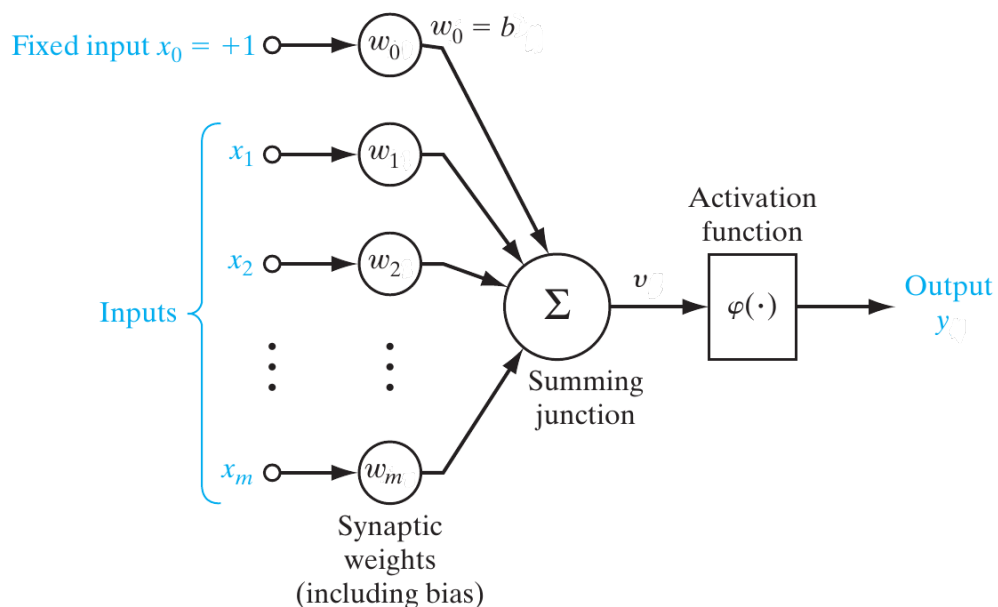 Fixed input x₀ = +1
w₀
w₀ = b
x₁
w₁
x₂
w₂
Inputs
Σ
v
Activation
function
φ(·)
Output
y
Summing
junction
xₘ
wₘ
Synaptic
weights
(including bias)